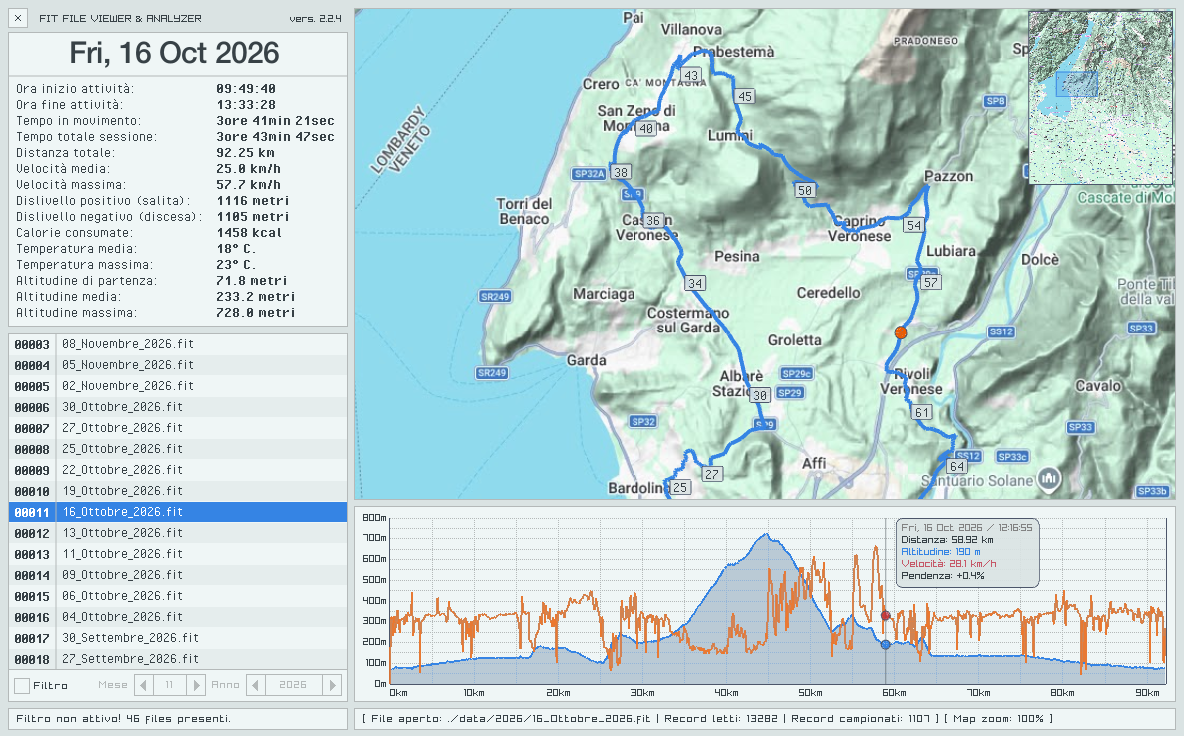 × FIT FILE VIEWER & ANALYZER vers. 2.2.4
Fri, 16 Oct 2026
Ora inizio attività: 09:49:40
Ora fine attività: 13:33:28
Tempo in movimento: 3ore 41min 21sec
Tempo totale sessione: 3ore 43min 47sec
Distanza totale: 92.25 km
Velocità media: 25.0 km/h
Velocità massima: 57.7 km/h
Dislivello positivo (salita): 1116 metri
Dislivello negativo (discesa): 1105 metri
Calorie consumate: 1458 kcal
Temperatura media: 18° C.
Temperatura massima: 23° C.
Altitudine di partenza: 71.8 metri
Altitudine media: 233.2 metri
Altitudine massima: 728.0 metri
00003 08_Novembre_2026.fit
00004 05_Novembre_2026.fit
00005 02_Novembre_2026.fit
00006 30_Ottobre_2026.fit
00007 27_Ottobre_2026.fit
00008 25_Ottobre_2026.fit
00009 22_Ottobre_2026.fit
00010 19_Ottobre_2026.fit
00011 16_Ottobre_2026.fit
00012 13_Ottobre_2026.fit
00013 11_Ottobre_2026.fit
00014 09_Ottobre_2026.fit
00015 06_Ottobre_2026.fit
00016 04_Ottobre_2026.fit
00017 30_Settembre_2026.fit
00018 27_Settembre_2026.fit
Filtro Mese 11 Anno 2026
Filtro non attivo! 46 files presenti.
Pai
Villanova
PRADONEGO
Prabestemà
43
Crero
CA' MONTAGNA
45
SP8
San Zeno di
Montagna
40
Lumini
LOMBARDY
VENETO
SP32A
38
Pazzon
SP9
50
Cascate di Mol
Torri del
Benaco
36
Castion
Veronese
Caprino
Veronese
54
Lubiara
Pesina
Dolcè
57
34
Ponte Ti
della val
Marciaga
Ceredello
SR249
Costermano
sul Garda
SS12
SP33
Groletta
Garda
SR249
Albarè
Stazione
SP29c
Rivoli
Veronese
Cavalo
30
SP29
61
SP32
SP9
SP33
Affi
SS12
SP33c
64
27
Santuario Solane
Bardolino
25
SP33b
800m
700m
600m
500m
400m
300m
200m
100m
0m
0km 10km 20km 30km 40km 50km 60km 70km 80km 90km
Fri, 16 Oct 2026 / 12:16:55
Distanza: 58.92 km
Altitudine: 190 m
Velocità: 28.1 km/h
Pendenza: +0.4%
[ File aperto: ./data/2026/16_Ottobre_2026.fit | Record letti: 13282 | Record campionati: 1107 ] [ Map zoom: 100% ]